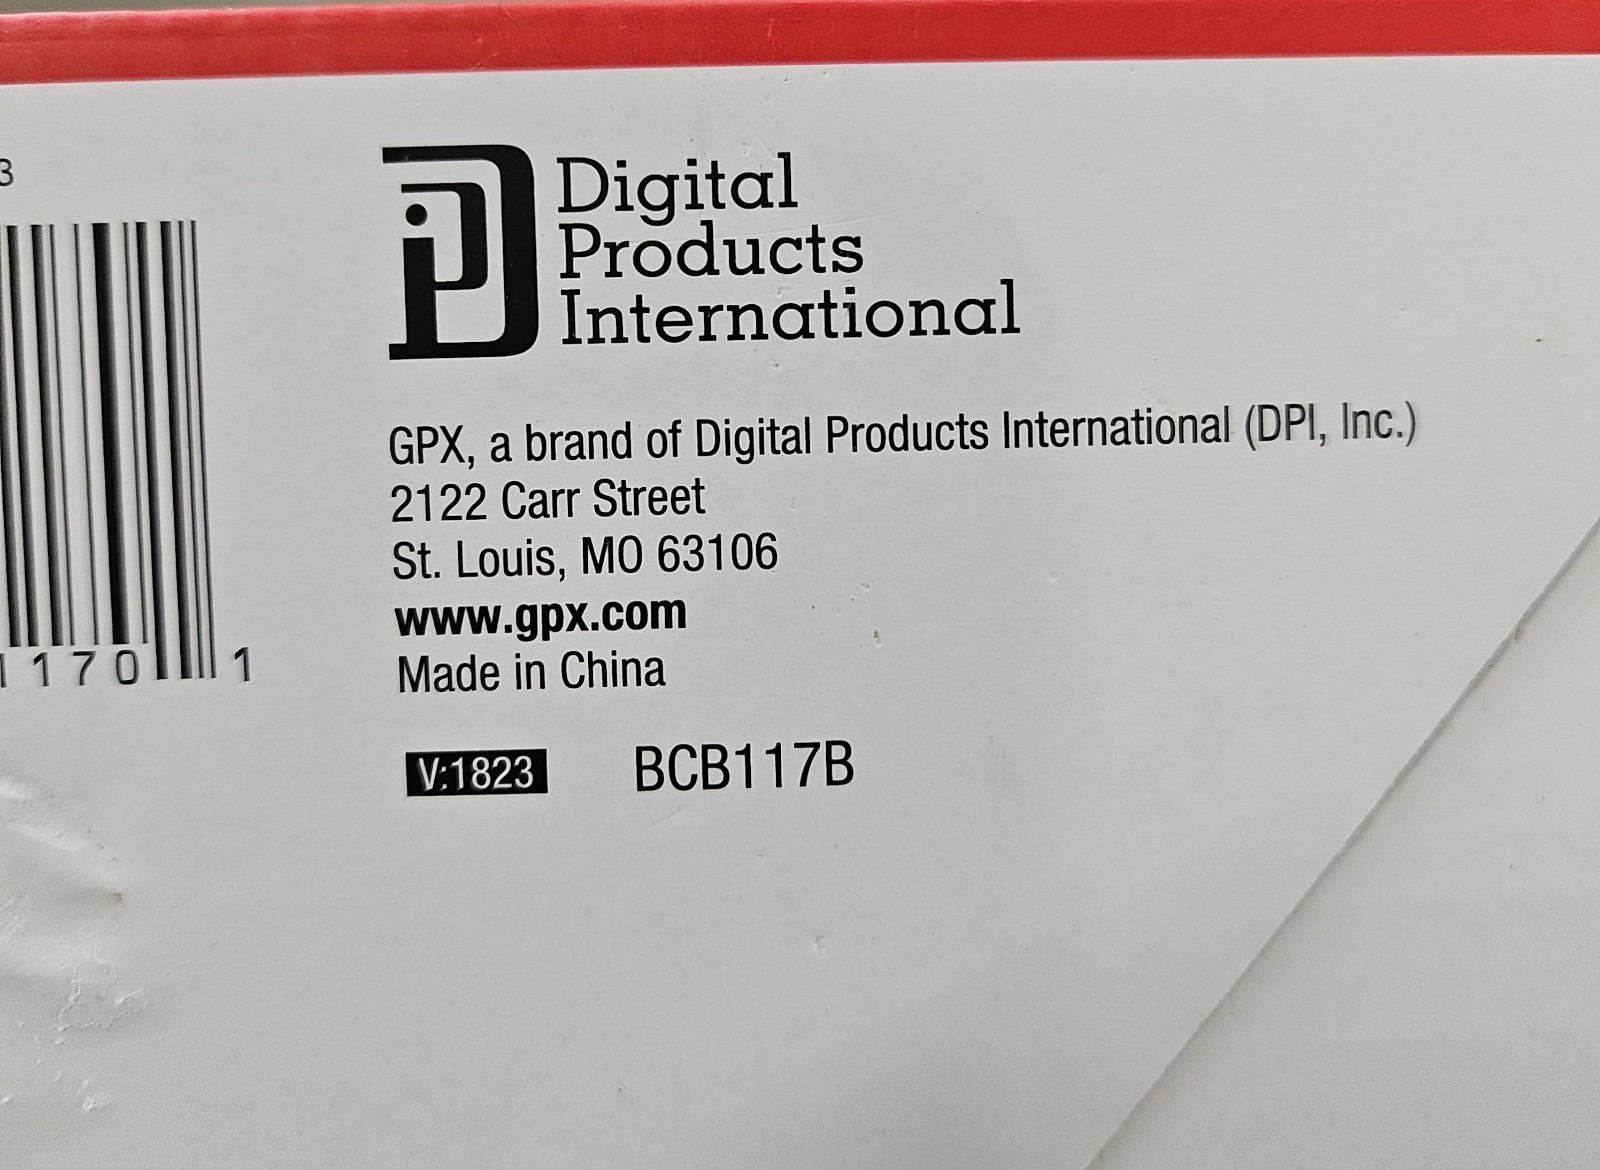 3
Digital
Products
International
GPX, a brand of Digital Products International (DPI, Inc.)
2122 Carr Street
St. Louis, MO 63106
www.gpx.com
Made in China
1170 1
V:1823 BCB117B